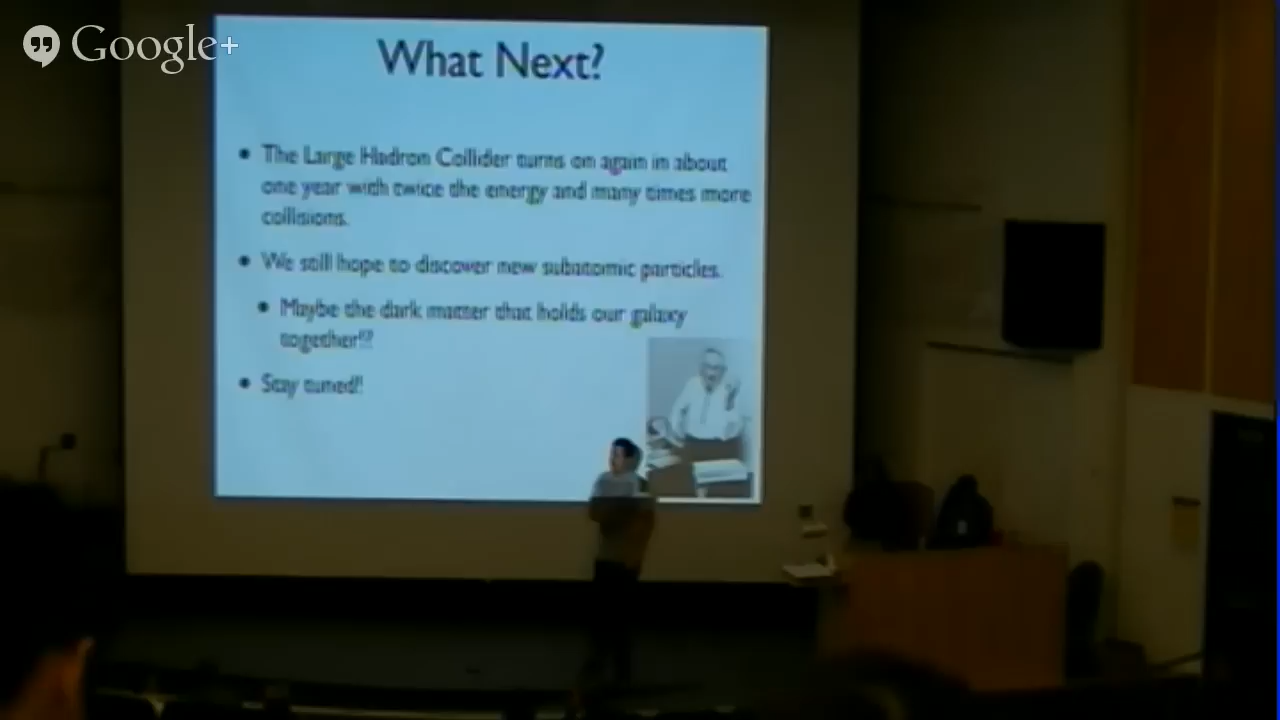 Google+
What Next?
• The Large Hadron Collider turns on again in about
one year with twice the energy and many times more
collisions.
• We still hope to discover new subatomic particles.
• Maybe the dark matter that holds our galaxy
together!?
• Stay tuned!